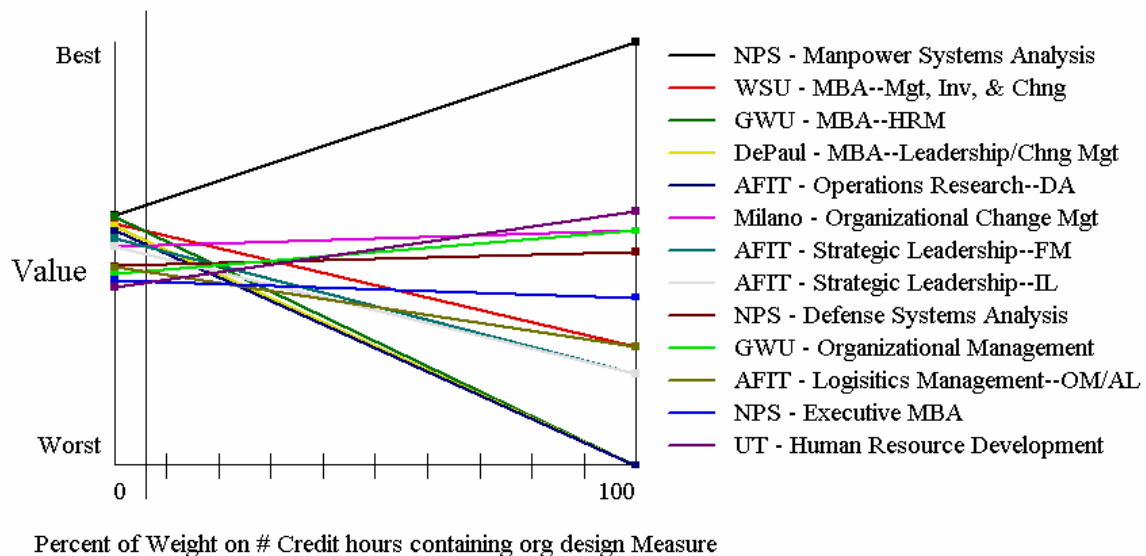 Best
Value
Worst
0
100
Percent of Weight on # Credit hours containing org design Measure
NPS - Manpower Systems Analysis
WSU - MBA--Mgt, Inv, & Chng
GWU - MBA--HRM
DePaul - MBA--Leadership/Chng Mgt
AFIT - Operations Research--DA
Milano - Organizational Change Mgt
AFIT - Strategic Leadership--FM
AFIT - Strategic Leadership--IL
NPS - Defense Systems Analysis
GWU - Organizational Management
AFIT - Logisitics Management--OM/AL
NPS - Executive MBA
UT - Human Resource Development